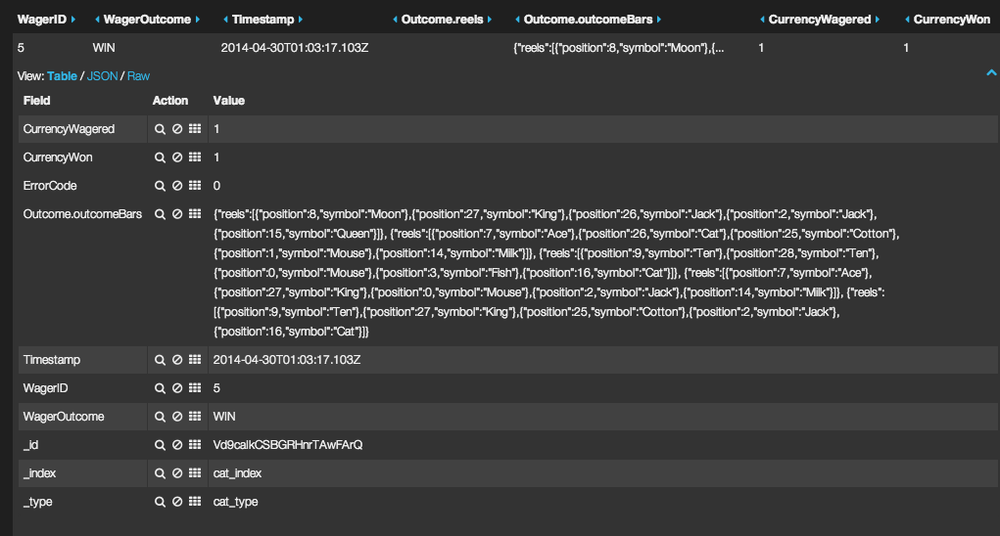 WagerID WagerOutcome Timestamp Outcome.reels Outcome.outcomeBars CurrencyWagered CurrencyWon
5 WIN 2014-04-30T01:03:17.103Z {"reels":[{"position":8,"symbol":"Moon"},{... 1 1
View: Table / JSON / Raw
Field Action Value
CurrencyWagered 1
CurrencyWon 1
ErrorCode 0
Outcome.outcomeBars {"reels":[{"position":8,"symbol":"Moon"},{"position":27,"symbol":"King"},{"position":26,"symbol":"Jack"},{"position":2,"symbol":"Jack"},
{"position":15,"symbol":"Queen"}]}, {"reels":[{"position":7,"symbol":"Ace"},{"position":26,"symbol":"Cat"},{"position":25,"symbol":"Cotton"},
{"position":1,"symbol":"Mouse"},{"position":14,"symbol":"Milk"}]}, {"reels":[{"position":9,"symbol":"Ten"},{"position":28,"symbol":"Ten"},
{"position":0,"symbol":"Mouse"},{"position":3,"symbol":"Fish"},{"position":16,"symbol":"Cat"}]}, {"reels":[{"position":7,"symbol":"Ace"},
{"position":27,"symbol":"King"},{"position":0,"symbol":"Mouse"},{"position":2,"symbol":"Jack"},{"position":14,"symbol":"Milk"}]}, {"reels":
[{"position":9,"symbol":"Ten"},{"position":27,"symbol":"King"},{"position":25,"symbol":"Cotton"},{"position":2,"symbol":"Jack"},
{"position":16,"symbol":"Cat"}]}
Timestamp 2014-04-30T01:03:17.103Z
WagerID 5
WagerOutcome WIN
_id Vd9calkCSBGRHnrTAwFArQ
_index cat_index
_type cat_type